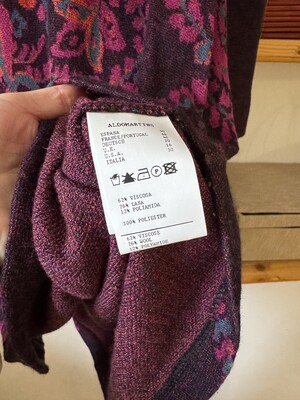 ALDOMARTINS
ESPAÑA
FRANCE/PORTUGAL
DEUTSCH
U.K.
U.S.A.
ITALIA
62% VISCOSA
26% LANA
12% POLIAMIDA
100% POLIESTER
62% VISCOSE
26% WOOL
12% POLYAMIDE